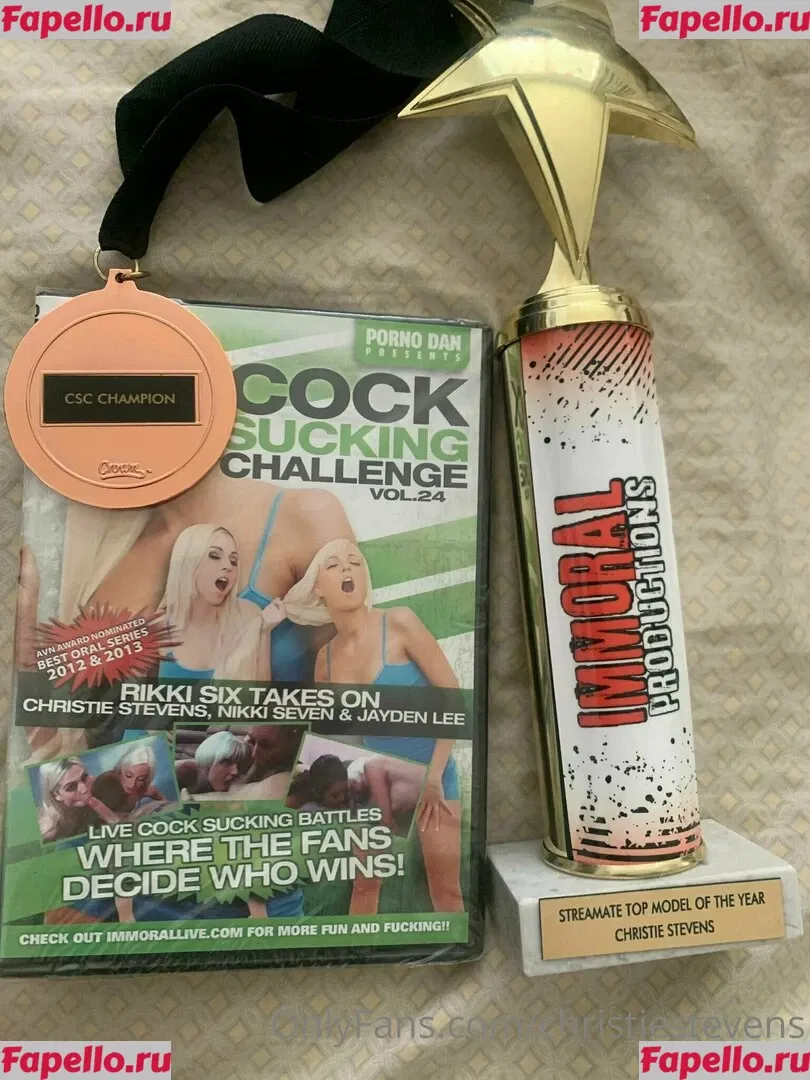 Fapello.ru
Fapello.ru
PORNO DAN
PRESENTS
COCK
SUCKING
CHALLENGE
VOL.24
CSC CHAMPION
AVN AWARD NOMINATED
BEST ORAL SERIES
2012 & 2013
RIKKI SIX TAKES ON
CHRISTIE STEVENS, NIKKI SEVEN & JAYDEN LEE
LIVE COCK SUCKING BATTLES
WHERE THE FANS
DECIDE WHO WINS!
CHECK OUT IMMORALLIVE.COM FOR MORE FUN AND FUCKING!!
IMMORAL
PRODUCTIONS
STREAMATE TOP MODEL OF THE YEAR
CHRISTIE STEVENS
OnlyFans.com/christiestevens
Fapello.ru
Fapello.ru